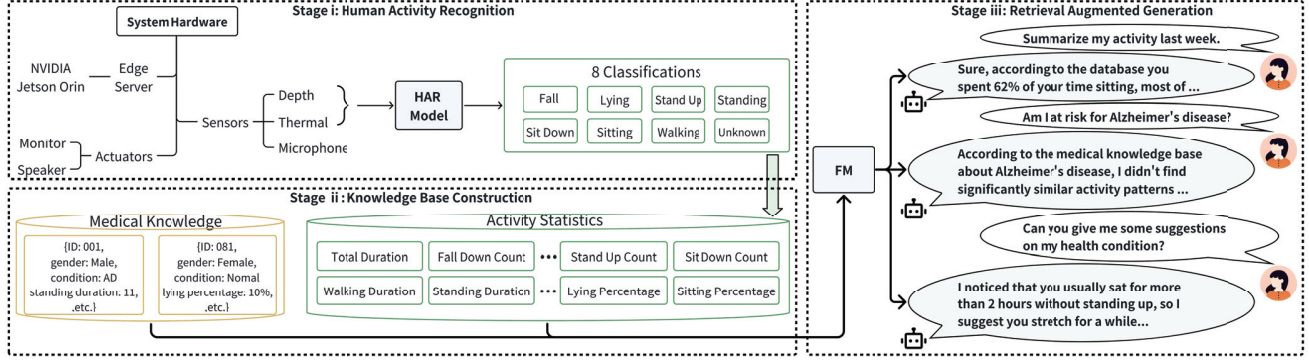 Stage i: Human Activity Recognition
System Hardware
NVIDIA
Jetson Orin
Edge
Server
Sensors
Depth
Thermal
Microphone
Monitor
Speaker
Actuators
HAR
Model
8 Classifications
Fall
Lying
Stand Up
Standing
Sit Down
Sitting
Walking
Unknown
Stage ii: Knowledge Base Construction
Medical Knowledge
{ID: 001,
gender: Male,
condition: AD
standing duration: 11,
,etc.}
{ID: 081,
gender: Female,
condition: Nomal
lying percentage: 10%,
,etc.}
Activity Statistics
Total Duration
Fall Down Count
•••
Stand Up Count
Sit Down Count
Walking Duration
Standing Duration
•••
Lying Percentage
Sitting Percentage
FM
Stage iii: Retrieval Augmented Generation
Summarize my activity last week.
Sure, according to the database you
spent 62% of your time sitting, most of ...
Am I at risk for Alzheimer's disease?
According to the medical knowledge base
about Alzheimer's disease, I didn't find
significantly similar activity patterns ...
Can you give me some suggestions
on my health condition?
I noticed that you usually sat for more
than 2 hours without standing up, so I
suggest you stretch for a while...